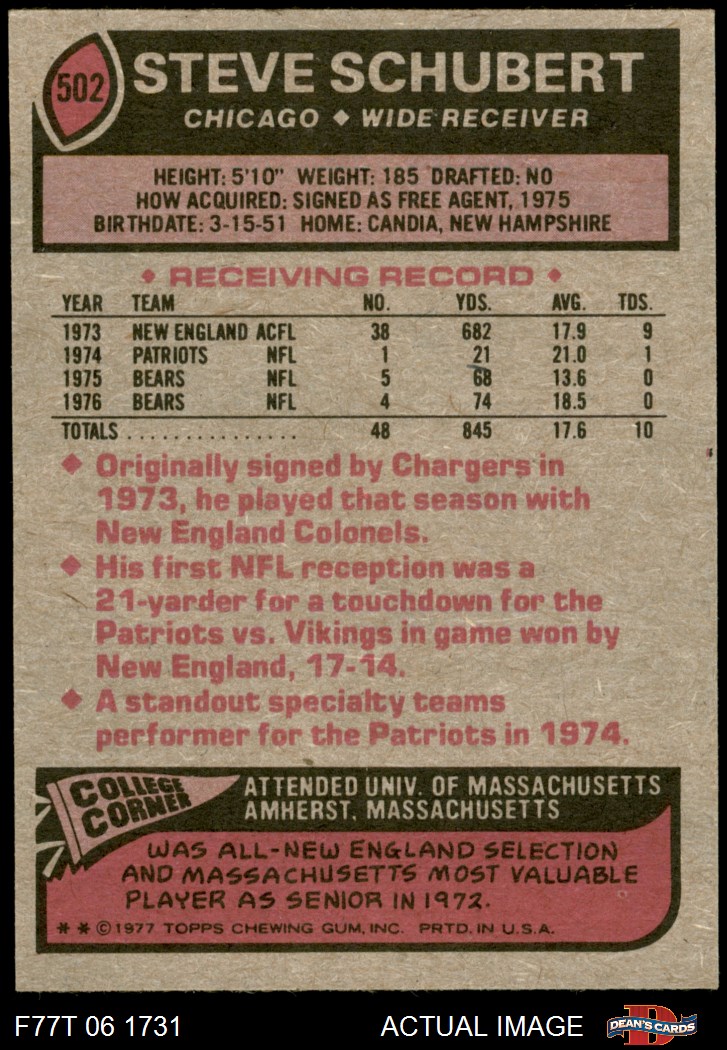 502
STEVE SCHUBERT
CHICAGO ◆ WIDE RECEIVER
HEIGHT: 5'10" WEIGHT: 185 DRAFTED: NO
HOW ACQUIRED: SIGNED AS FREE AGENT, 1975
BIRTHDATE: 3-15-51 HOME: CANDIA, NEW HAMPSHIRE
◆ RECEIVING RECORD ◆
YEAR TEAM NO. YDS. AVG. TDS.
1973 NEW ENGLAND ACFL 38 682 17.9 9
1974 PATRIOTS NFL 1 21 21.0 1
1975 BEARS NFL 5 68 13.6 0
1976 BEARS NFL 4 74 18.5 0
TOTALS ................ 48 845 17.6 10
◆ Originally signed by Chargers in
1973, he played that season with
New England Colonels.
◆ His first NFL reception was a
21-yarder for a touchdown for the
Patriots vs. Vikings in game won by
New England, 17-14.
◆ A standout specialty teams
performer for the Patriots in 1974.
COLLEGE
CORNER
ATTENDED UNIV. OF MASSACHUSETTS
AMHERST, MASSACHUSETTS
WAS ALL-NEW ENGLAND SELECTION
AND MASSACHUSETTS MOST VALUABLE
PLAYER AS SENIOR IN 1972.
* * © 1977 TOPPS CHEWING GUM, INC. PRTD. IN U.S.A.
F77T 06 1731 ACTUAL IMAGE
D
DEAN'S CARDS